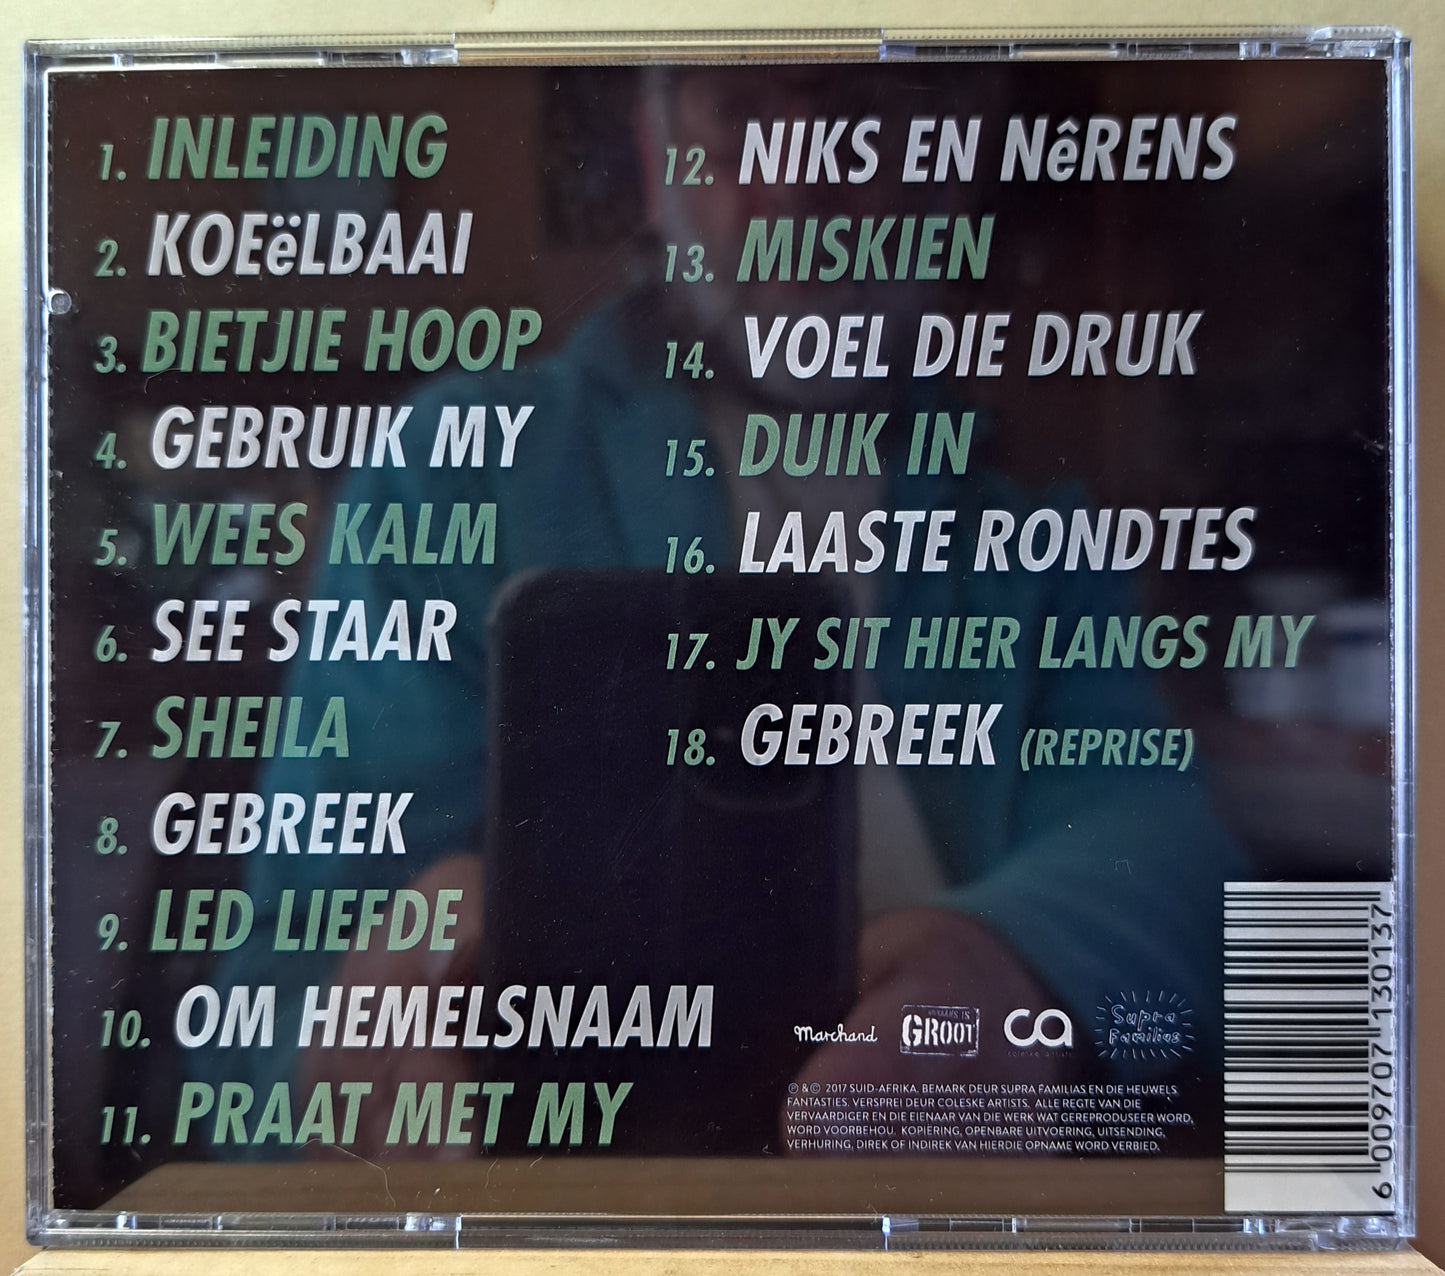 1. INLEIDING
2. KOEëLBAAI
3. BIETJIE HOOP
4. GEBRUIK MY
5. WEES KALM
6. SEE STAAR
7. SHEILA
8. GEBREEK
9. LED LIEFDE
10. OM HEMELSNAAM
11. PRAAT MET MY
12. NIKS EN NêRENS
13. MISKIEN
14. VOEL DIE DRUK
15. DUIK IN
16. LAASTE RONDTES
17. JY SIT HIER LANGS MY
18. GEBREEK (REPRISE)
Marchand
IS
GROOT
ca
coleske artists
Supra
Familias
℗ & © 2017 SUID-AFRIKA. BEMARK DEUR SUPRA FAMILIAS EN DIE HEUWELS
FANTASTIES. VERSPREI DEUR COLESKE ARTISTS. ALLE REGTE VAN DIE
VERVAARDIGER EN DIE EIENAAR VAN DIE WERK WAT GEREPRODUSEER WORD,
WORD VOORBEHOU. KOPIËRING, OPENBARE UITVOERING, UITSENDING,
VERHURING, DIREK OF INDIREK VAN HIERDIE OPNAME WORD VERBIED.
6 009707 130137